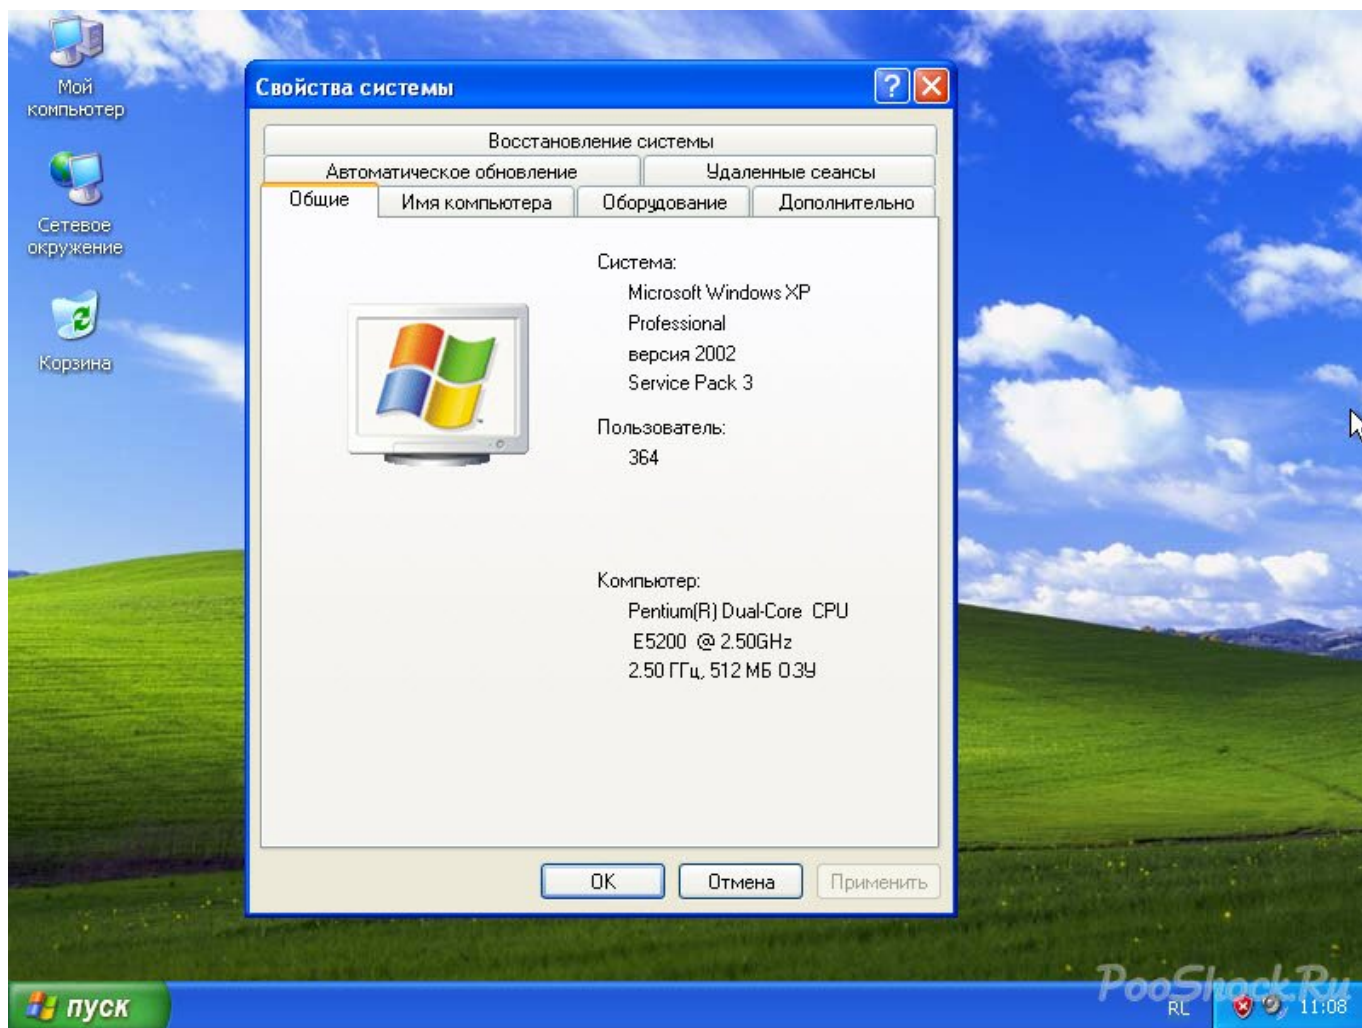 Мой
компьютер
Сетевое
окружение
Корзина
Свойства системы
Восстановление системы
Автоматическое обновление
Удаленные сеансы
Общие
Имя компьютера
Оборудование
Дополнительно
Система:
Microsoft Windows XP
Professional
версия 2002
Service Pack 3
Пользователь:
364
Компьютер:
Pentium(R) Dual-Core CPU
E5200 @ 2.50GHz
2.50 ГГц, 512 МБ ОЗУ
OK
Отмена
Применить
PooShock.Ru
пуск
RL
11:08